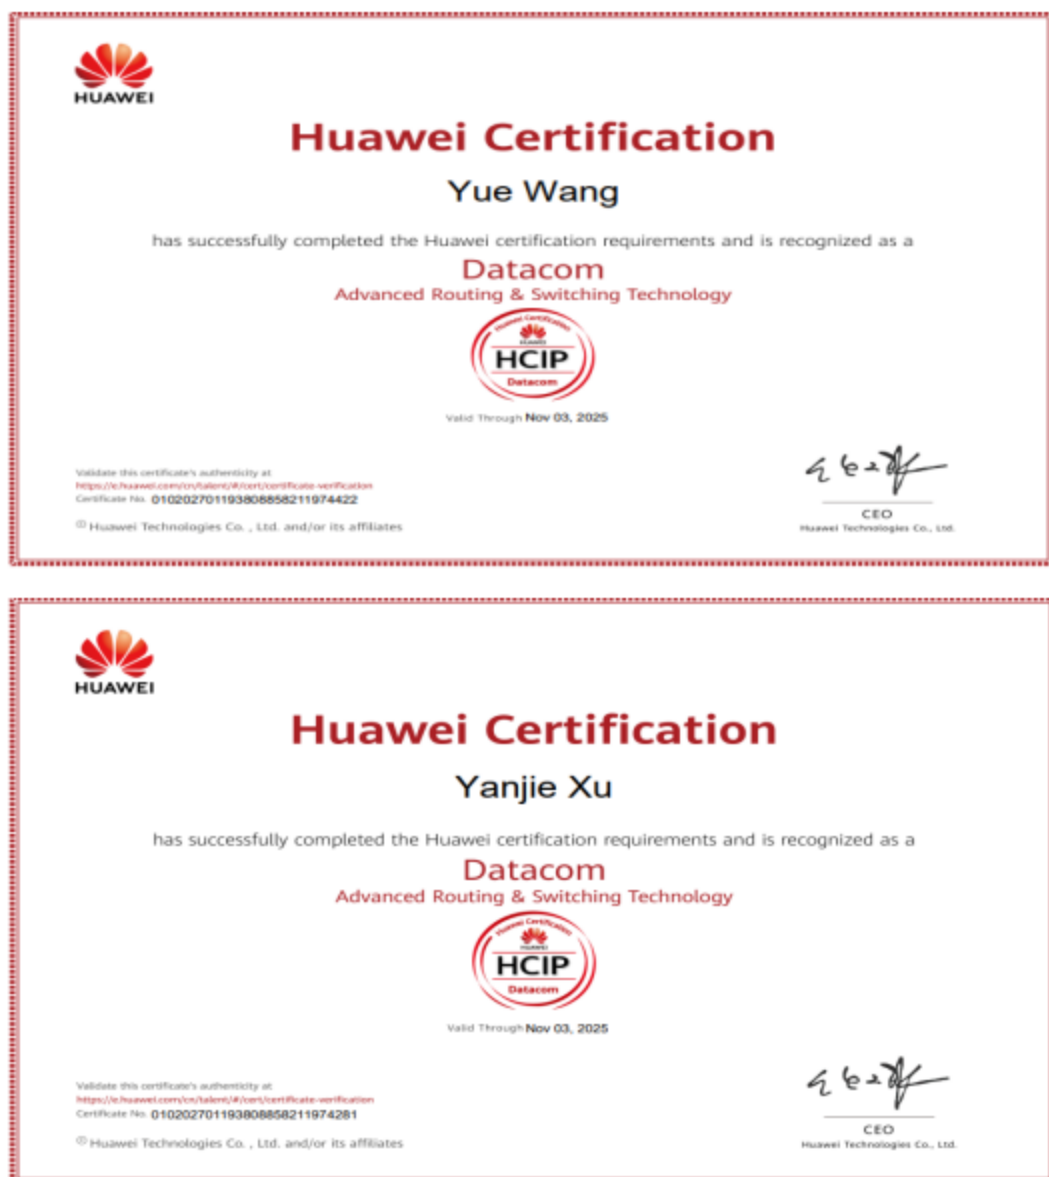 HUAWEI
Huawei Certification
Yue Wang
has successfully completed the Huawei certification requirements and is recognized as a
Datacom
Advanced Routing & Switching Technology
Huawei Certification
HUAWEI
HCIP
Datacom
Valid Through Nov 03, 2025
Validate this certificate's authenticity at
https://e.huawei.com/cn/talent/#/cert/certificate-verification
Certificate No. 010202701193808858211974422
© Huawei Technologies Co. , Ltd. and/or its affiliates
CEO
Huawei Technologies Co., Ltd.
HUAWEI
Huawei Certification
Yanjie Xu
has successfully completed the Huawei certification requirements and is recognized as a
Datacom
Advanced Routing & Switching Technology
Huawei Certification
HUAWEI
HCIP
Datacom
Valid Through Nov 03, 2025
Validate this certificate's authenticity at
https://e.huawei.com/cn/talent/#/cert/certificate-verification
Certificate No. 010202701193808858211974281
© Huawei Technologies Co. , Ltd. and/or its affiliates
CEO
Huawei Technologies Co., Ltd.